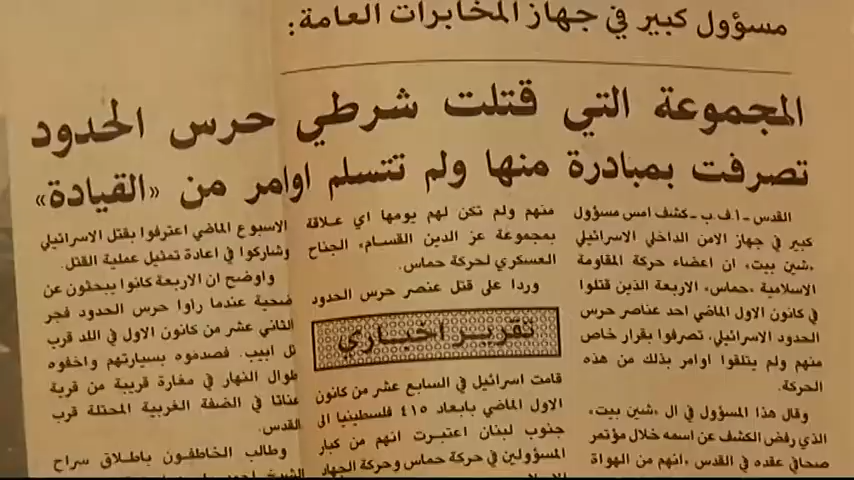 مسؤول كبير في جهاز المخابرات العامة:
المجموعة التي قتلت شرطي حرس الحدود
تصرفت بمبادرة منها ولم تتسلم اوامر من «القيادة»
القدس - ا.ف.ب - كشف امس مسؤول
كبير في جهاز الامن الداخلي الاسرائيلي
«شين بيت»، ان اعضاء حركة المقاومة
الاسلامية «حماس» الاربعة الذين قتلوا
في كانون الاول الماضي احد عناصر حرس
الحدود الاسرائيلي، تصرفوا بقرار خاص
منهم ولم يتلقوا اوامر بذلك من هذه
الحركة.
وقال هذا المسؤول في ال «شين بيت»
الذي رفض الكشف عن اسمه خلال مؤتمر
صحافي عقده في القدس «انهم من الهواة
منهم ولم تكن لهم يومها اي علاقة
بمجموعة عز الدين القسام، الجناح
العسكري لحركة حماس.
وردا على قتل عنصر حرس الحدود
تقرير اخباري
قامت اسرائيل في السابع عشر من كانون
الاول الماضي بابعاد ٤١٥ فلسطينيا الى
جنوب لبنان اعتبرت انهم من كبار
المسؤولين في حركة حماس وحركة الجهاد
الاسبوع الماضي اعترفوا بقتل الاسرائيلي
وشاركوا في اعادة تمثيل عملية القتل.
واوضح ان الاربعة كانوا يبحثون عن
ضحية عندما راوا حرس الحدود فجر
الثاني عشر من كانون الاول في اللد قرب
تل ابيب. فصدموه بسيارتهم واخفوه
طوال النهار في مغارة قريبة من قرية
عناتا في الضفة الغربية المحتلة قرب
القدس.
وطالب الخاطفون باطلاق سراح